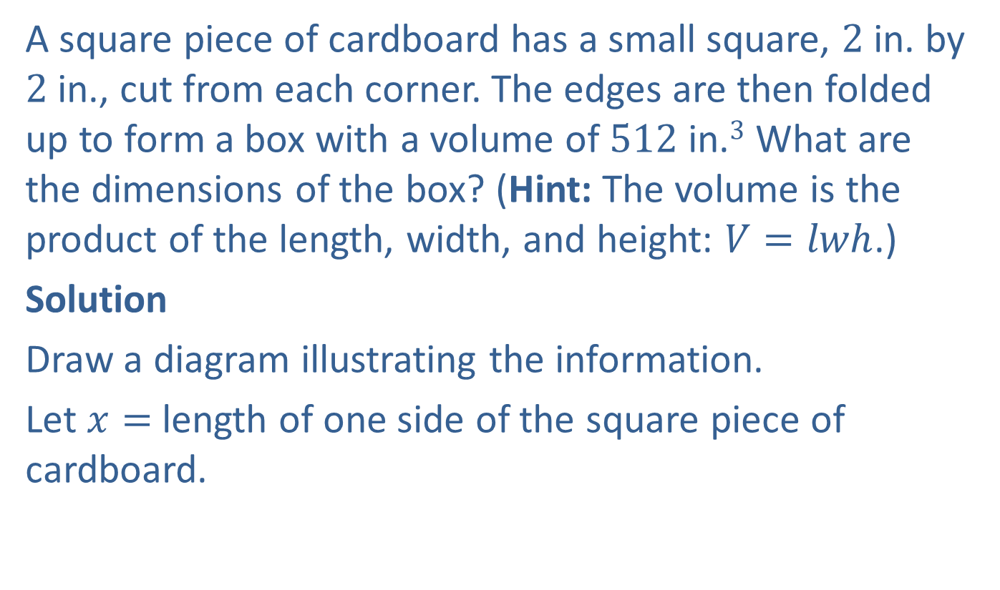 A square piece of cardboard has a small square, 2 in. by
2 in., cut from each corner. The edges are then folded
up to form a box with a volume of 512 in.³ What are
the dimensions of the box? (Hint: The volume is the
product of the length, width, and height: V = lwh.)
Solution
Draw a diagram illustrating the information.
Let x = length of one side of the square piece of
cardboard.